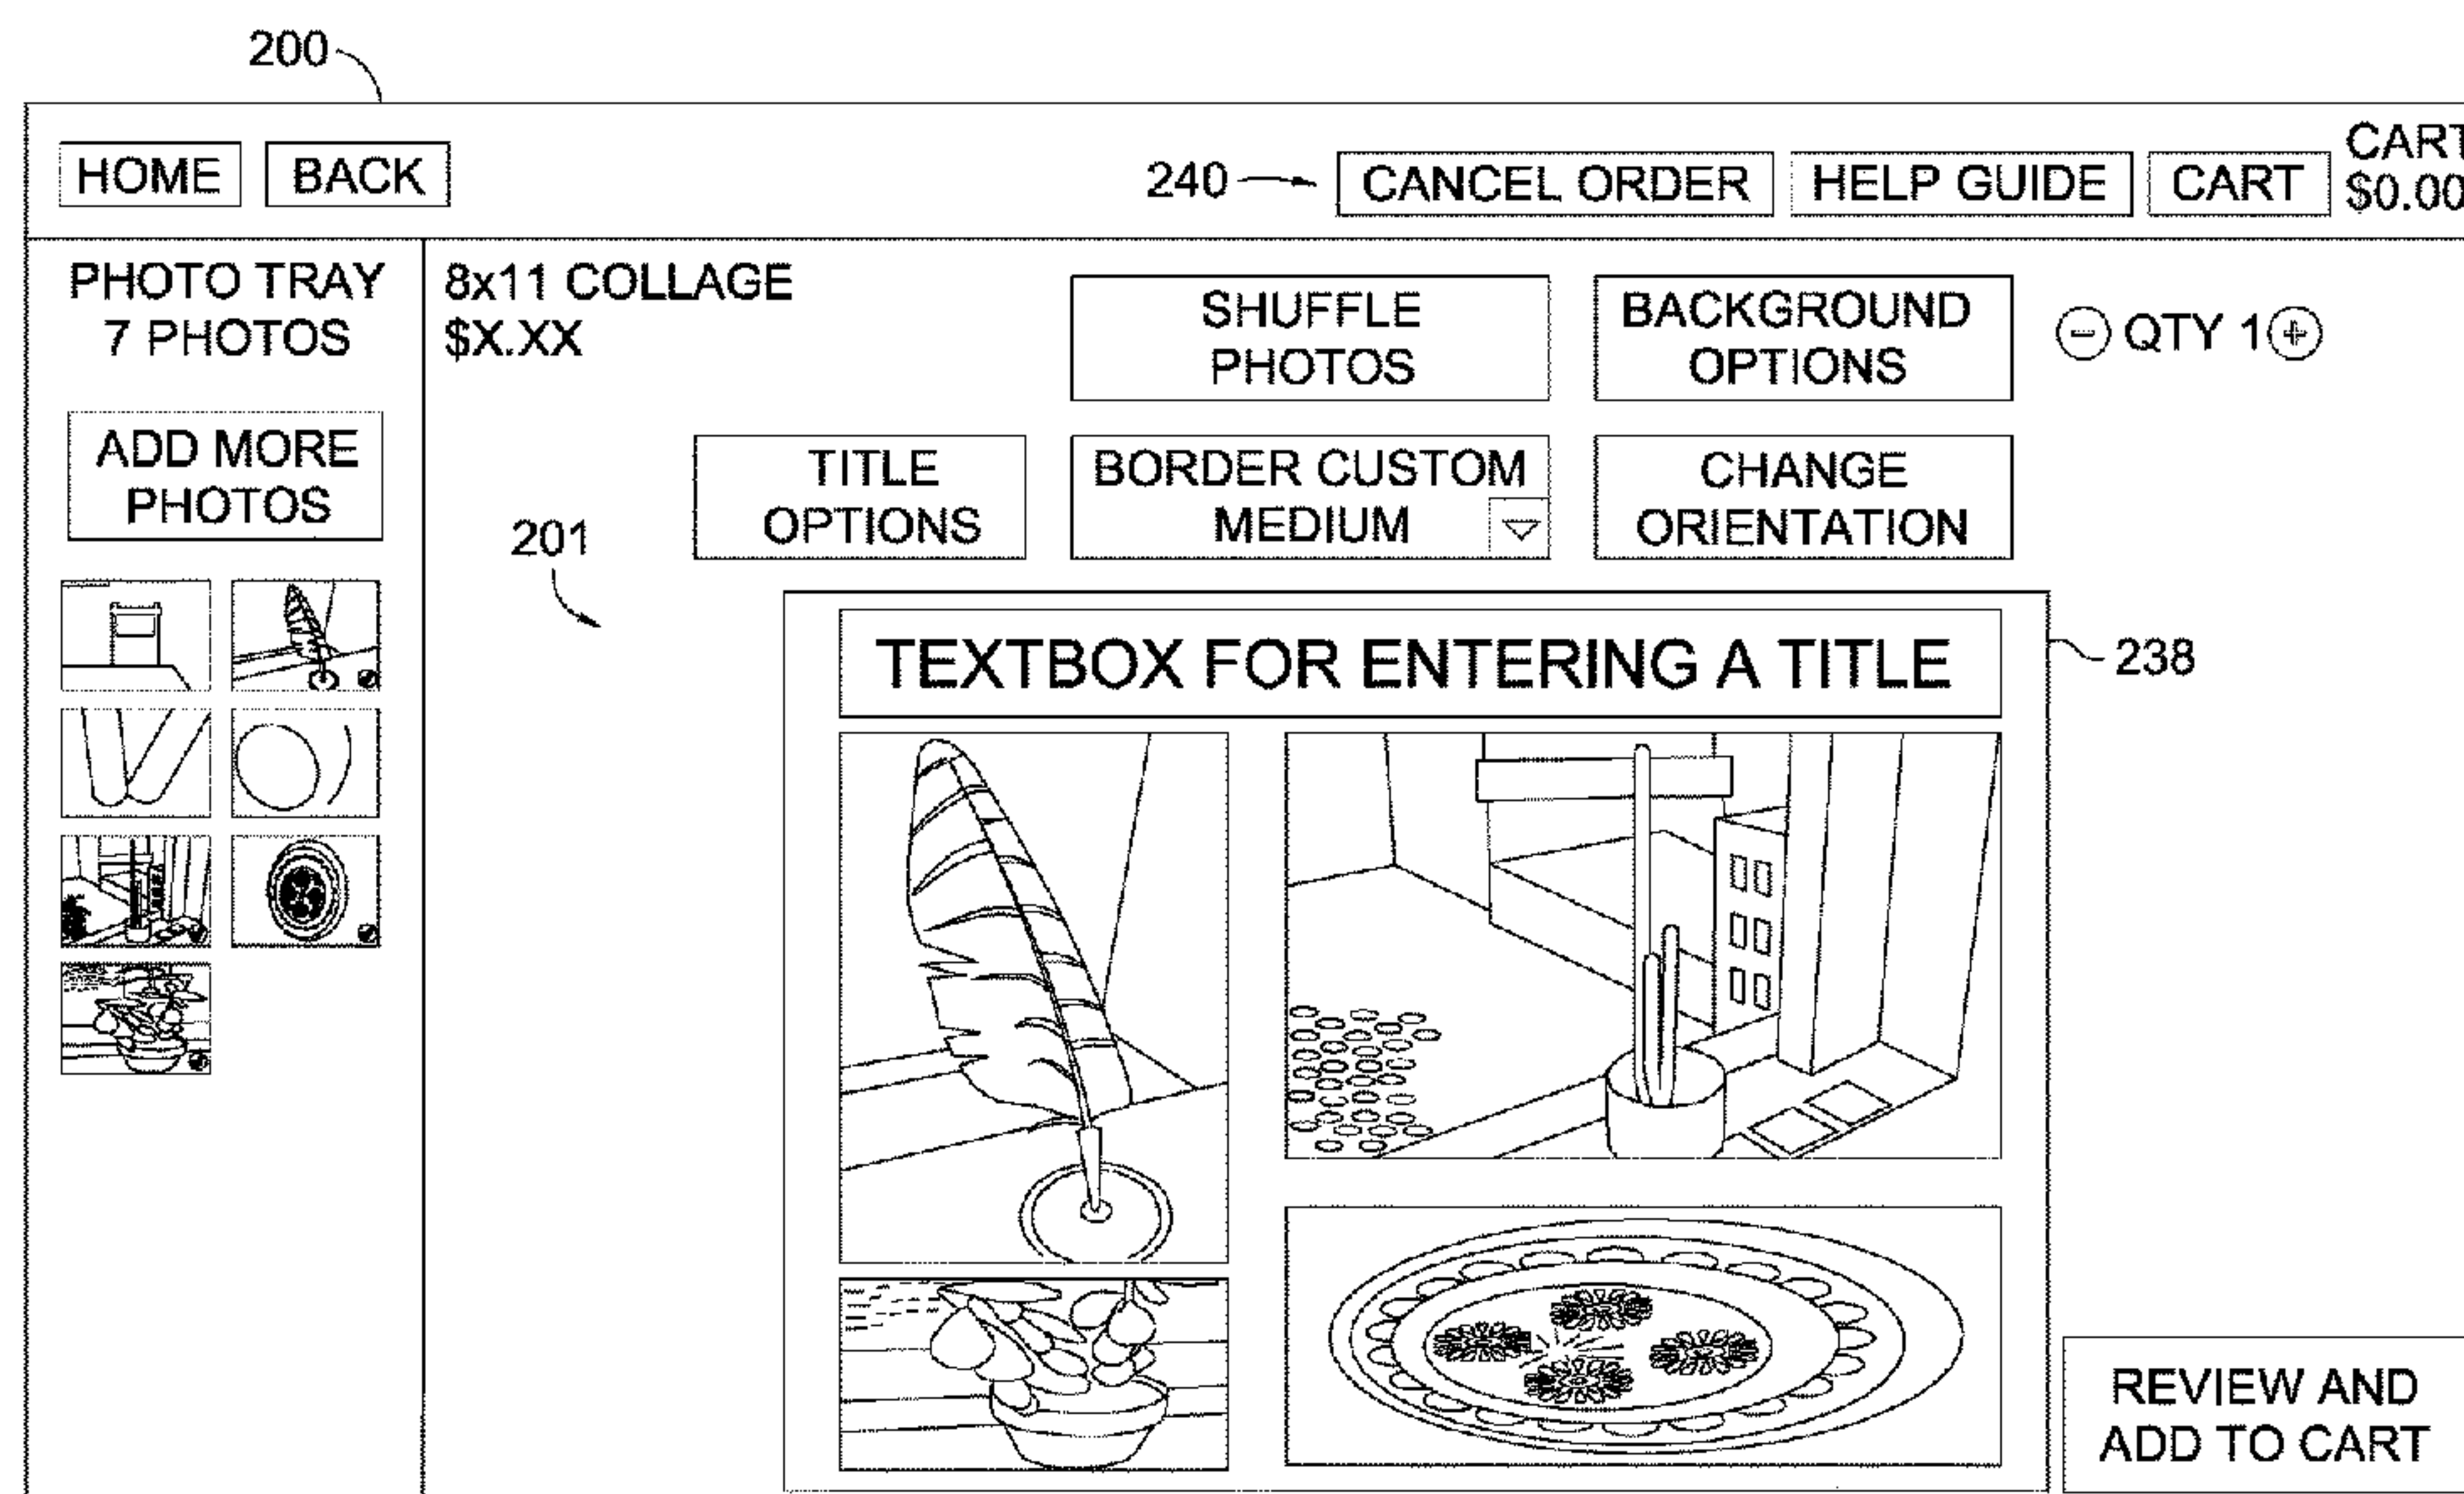 200
HOME BACK 240 CANCEL ORDER HELP GUIDE CART CART
$0.00
PHOTO TRAY
7 PHOTOS
ADD MORE
PHOTOS
8x11 COLLAGE
$X.XX
SHUFFLE
PHOTOS
BACKGROUND
OPTIONS
- QTY 1 +
TITLE
OPTIONS
BORDER CUSTOM
MEDIUM
CHANGE
ORIENTATION
201
TEXTBOX FOR ENTERING A TITLE
238
REVIEW AND
ADD TO CART